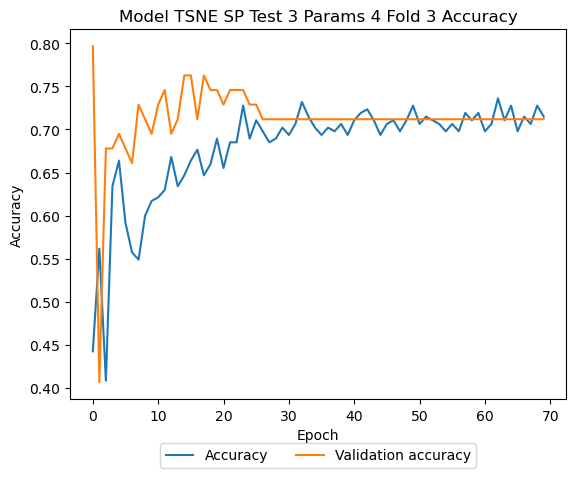 Model TSNE SP Test 3 Params 4 Fold 3 Accuracy
0.80
0.75
0.70
0.65
0.60
0.55
0.50
0.45
0.40
Accuracy
0 10 20 30 40 50 60 70
Epoch
Accuracy Validation accuracy